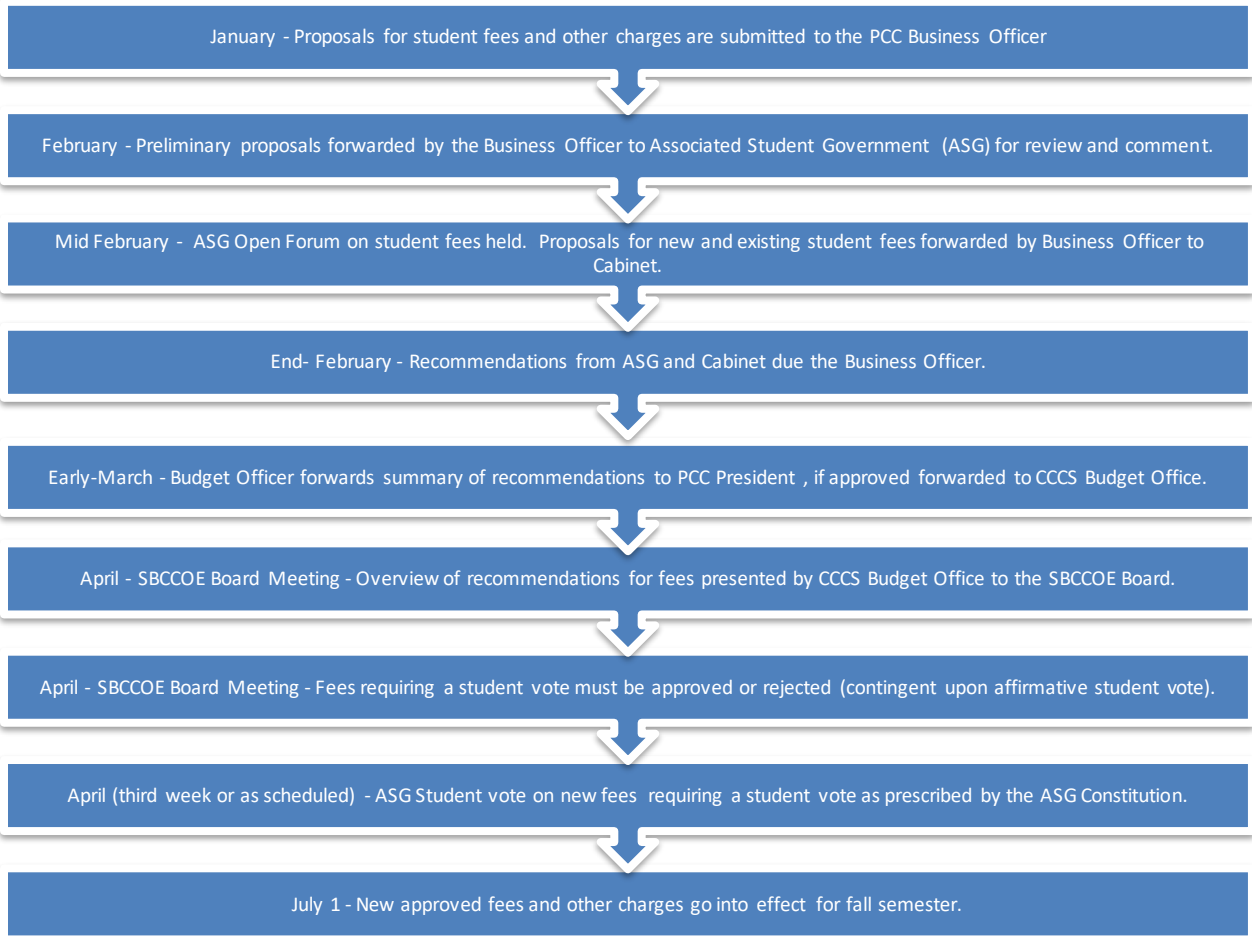 January - Proposals for student fees and other charges are submitted to the PCC Business Officer
February - Preliminary proposals forwarded by the Business Officer to Associated Student Government (ASG) for review and comment.
Mid February - ASG Open Forum on student fees held. Proposals for new and existing student fees forwarded by Business Officer to
Cabinet.
End- February - Recommendations from ASG and Cabinet due the Business Officer.
Early-March - Budget Officer forwards summary of recommendations to PCC President , if approved forwarded to CCCS Budget Office.
April - SBCCOE Board Meeting - Overview of recommendations for fees presented by CCCS Budget Office to the SBCCOE Board.
April - SBCCOE Board Meeting - Fees requiring a student vote must be approved or rejected (contingent upon affirmative student vote).
April (third week or as scheduled) - ASG Student vote on new fees requiring a student vote as prescribed by the ASG Constitution.
July 1 - New approved fees and other charges go into effect for fall semester.